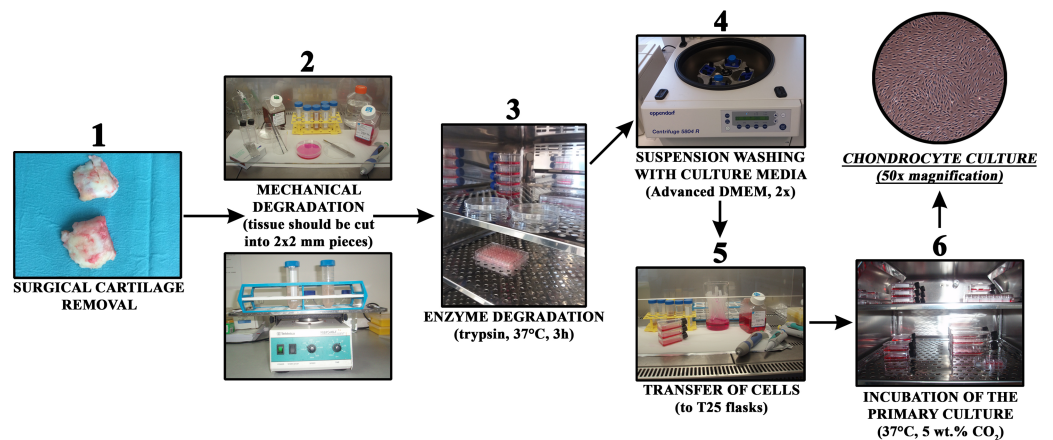 1
SURGICAL CARTILAGE
REMOVAL
2
MECHANICAL
DEGRADATION
(tissue should be cut
into 2x2 mm pieces)
3
ENZYME DEGRADATION
(trypsin, 37°C, 3h)
4
eppendorf
Centrifuge 5804 R
SUSPENSION WASHING
WITH CULTURE MEDIA
(Advanced DMEM, 2x)
5
TRANSFER OF CELLS
(to T25 flasks)
6
INCUBATION OF THE
PRIMARY CULTURE
(37°C, 5 wt.% CO₂)
CHONDROCYTE CULTURE
(50x magnification)